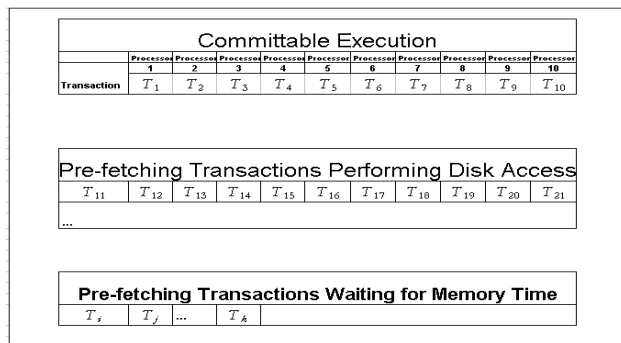 Committable Execution
Processor Processor Processor Processor Processor Processor Processor Processor Processor Processor
1 2 3 4 5 6 7 8 9 10
Transaction T1 T2 T3 T4 T5 T6 T7 T8 T9 T10
Pre-fetching Transactions Performing Disk Access
T11 T12 T13 T14 T15 T16 T17 T18 T19 T20 T21
...
Pre-fetching Transactions Waiting for Memory Time
Ti Tj ... Tk